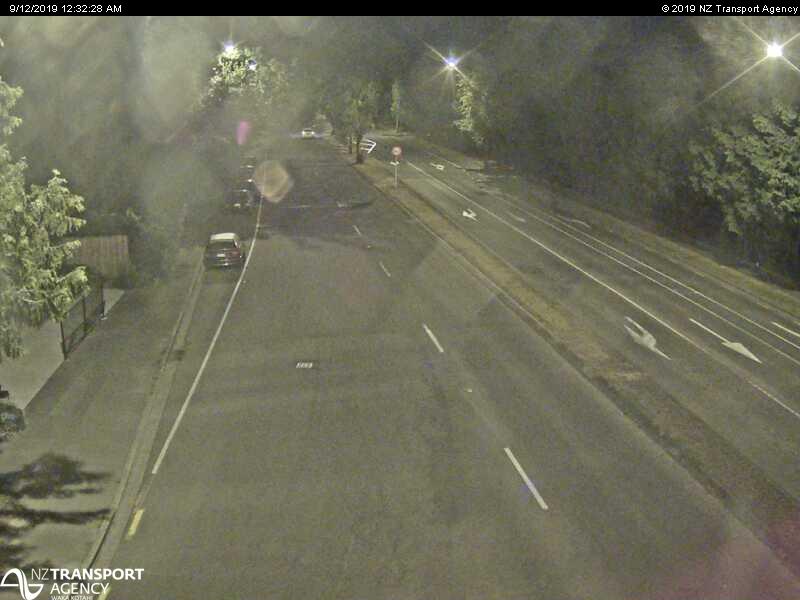 9/12/2019 12:32:28 AM
©2019 NZ Transport Agency
NZTRANSPORT
AGENCY
WAKA KOTAHI